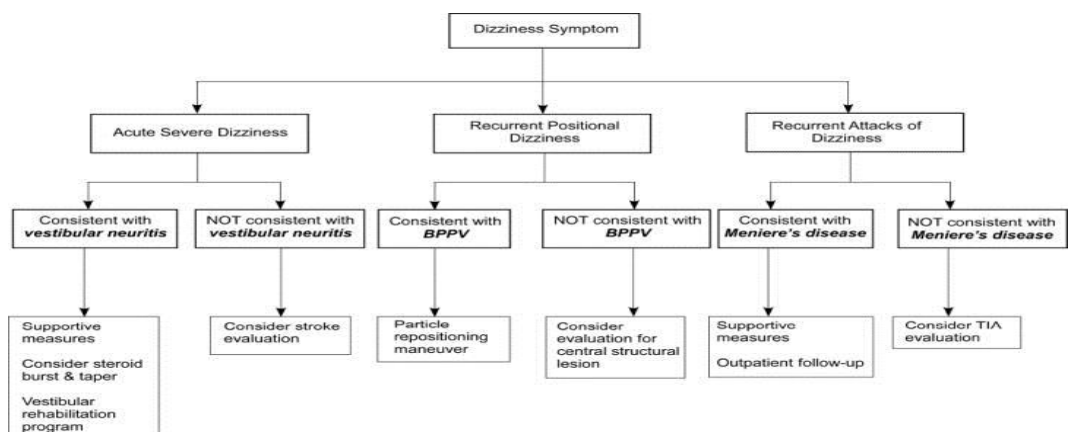 Dizziness Symptom
Acute Severe Dizziness
Recurrent Positional
Dizziness
Recurrent Attacks of
Dizziness
Consistent with
vestibular neuritis
NOT consistent with
vestibular neuritis
Consistent with
BPPV
NOT consistent with
BPPV
Consistent with
Meniere's disease
NOT consistent with
Meniere's disease
Supportive
measures
Consider steroid
burst & taper
Vestibular
rehabilitation
program
Consider stroke
evaluation
Particle
repositioning
maneuver
Consider
evaluation for
central structural
lesion
Supportive
measures
Outpatient follow-up
Consider TIA
evaluation